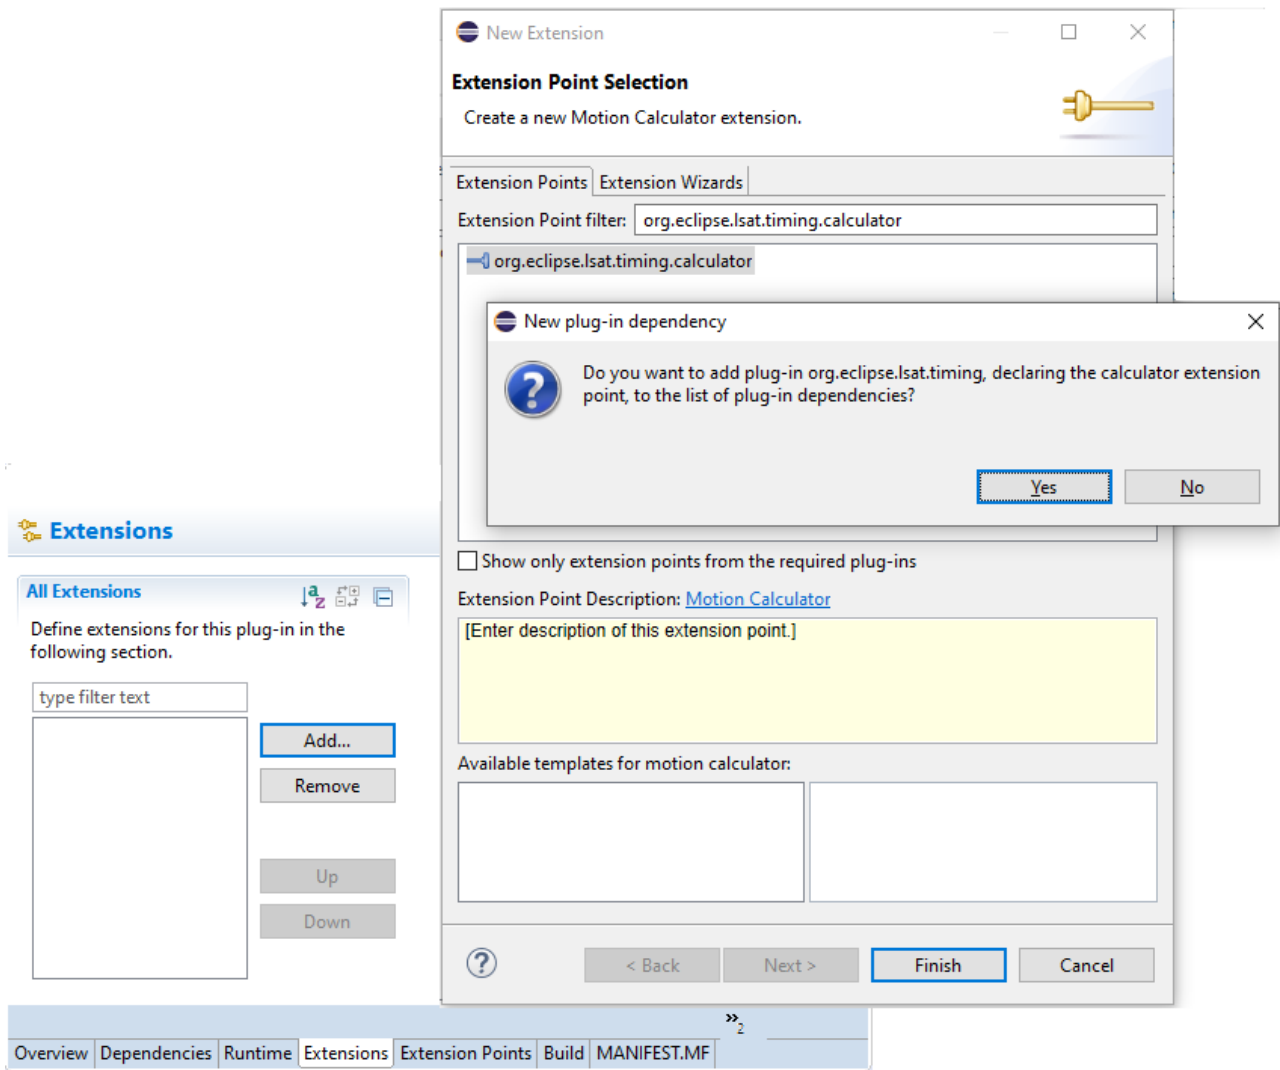 New Extension
Extension Point Selection
Create a new Motion Calculator extension.
Extension Points
Extension Wizards
Extension Point filter:
org.eclipse.lsat.timing.calculator
org.eclipse.lsat.timing.calculator
New plug-in dependency
Do you want to add plug-in org.eclipse.lsat.timing, declaring the calculator extension
point, to the list of plug-in dependencies?
Yes
No
Show only extension points from the required plug-ins
Extension Point Description: Motion Calculator
[Enter description of this extension point.]
Available templates for motion calculator:
< Back
Next >
Finish
Cancel
Extensions
All Extensions
Define extensions for this plug-in in the
following section.
type filter text
Add...
Remove
Up
Down
»2
Overview
Dependencies
Runtime
Extensions
Extension Points
Build
MANIFEST.MF